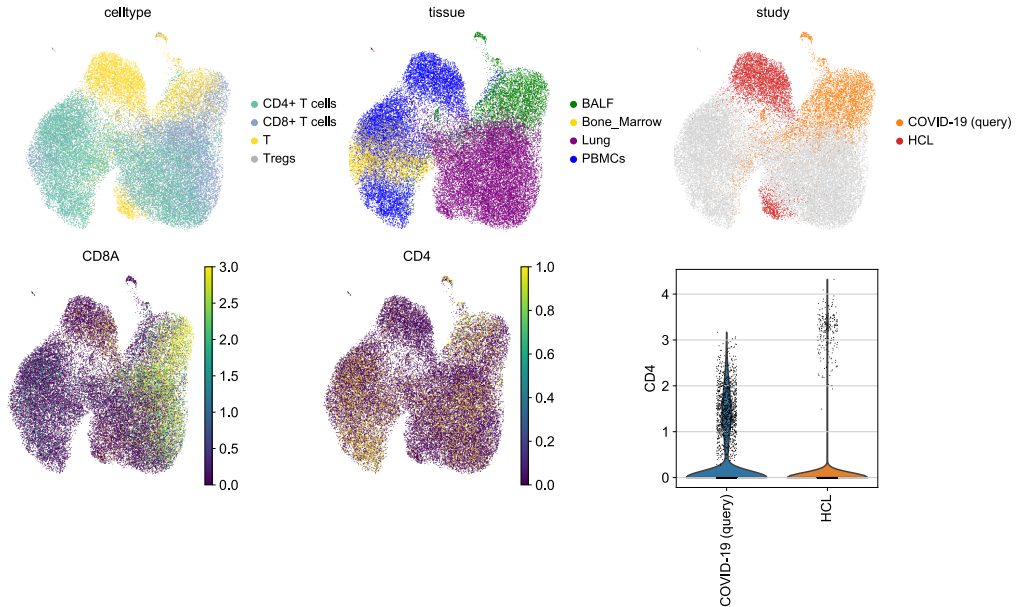 celltype
CD4+ T cells
CD8+ T cells
T
Tregs
tissue
BALF
Bone_Marrow
Lung
PBMCs
study
COVID-19 (query)
HCL
CD8A
3.0
2.5
2.0
1.5
1.0
0.5
0.0
CD4
1.0
0.8
0.6
0.4
0.2
0.0
CD4
4
3
2
1
0
COVID-19 (query)
HCL